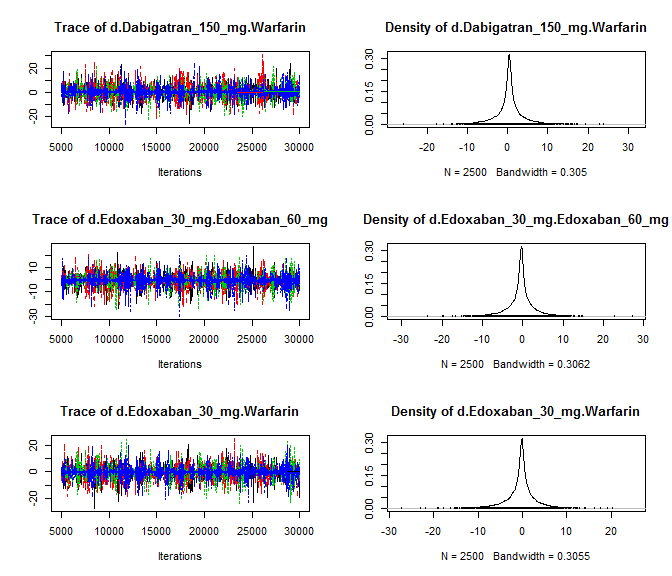 Trace of d.Dabigatran_150_mg.Warfarin
20
0
-20
5000 10000 15000 20000 25000 30000
Iterations
Density of d.Dabigatran_150_mg.Warfarin
0.30
0.15
0.00
-20 -10 0 10 20 30
N = 2500 Bandwidth = 0.305
Trace of d.Edoxaban_30_mg.Edoxaban_60_mg
10
-10
-30
5000 10000 15000 20000 25000 30000
Iterations
Density of d.Edoxaban_30_mg.Edoxaban_60_mg
0.30
0.15
0.00
-30 -20 -10 0 10 20 30
N = 2500 Bandwidth = 0.3062
Trace of d.Edoxaban_30_mg.Warfarin
20
0
-20
5000 10000 15000 20000 25000 30000
Iterations
Density of d.Edoxaban_30_mg.Warfarin
0.30
0.15
0.00
-30 -20 -10 0 10 20
N = 2500 Bandwidth = 0.3055